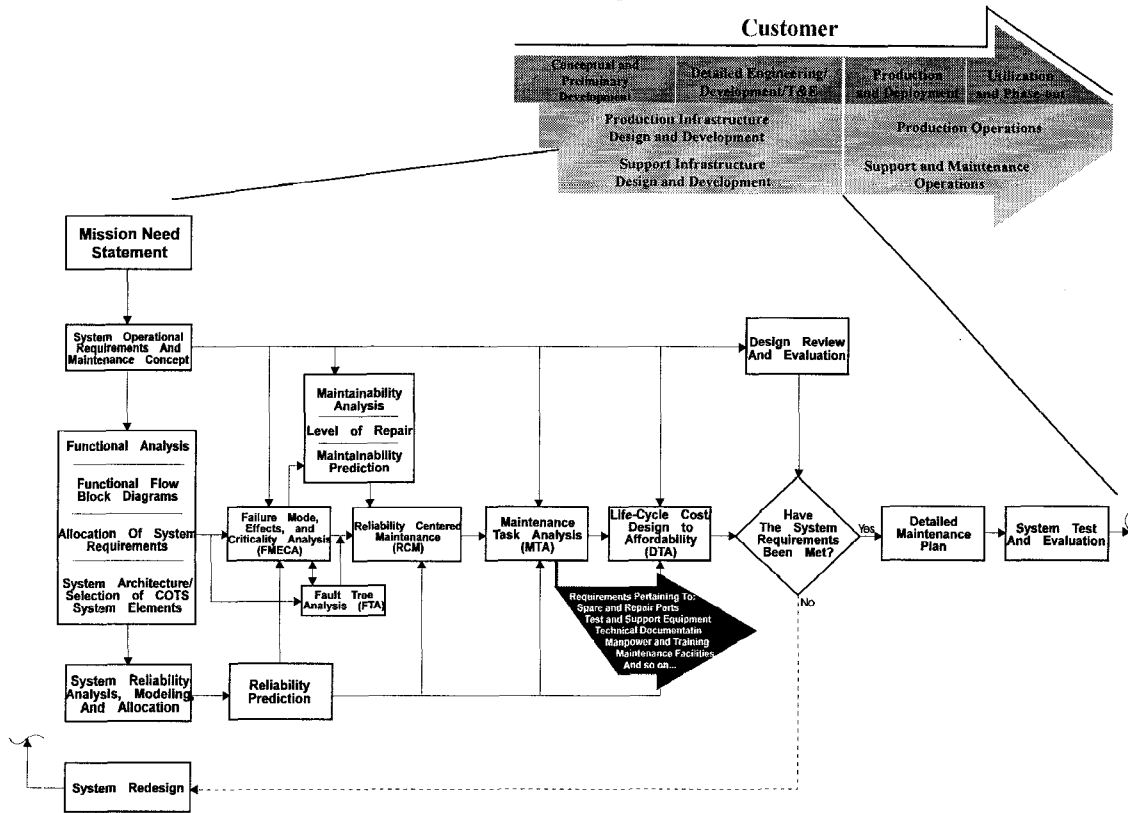 Customer
Conceptual and
Preliminary
Development
Detailed Engineering/
Development/T&E
Production
and Deployment
Utilization
and Phase-out
Production Infrastructure
Design and Development
Production Operations
Support Infrastructure
Design and Development
Support and Maintenance
Operations
Mission Need
Statement
System Operational
Requirements And
Maintenance Concept
Design Review
And Evaluation
Maintainability
Analysis
Level of Repair
Maintainability
Prediction
Functional Analysis
Functional Flow
Block Diagrams
Allocation Of System
Requirements
System Architecture/
Selection of COTS
System Elements
Failure Mode,
Effects, and
Criticality Analysis
(FMECA)
Fault Tree
Analysis (FTA)
Reliability Centered
Maintenance
(RCM)
Maintenance
Task Analysis
(MTA)
Life-Cycle Cost/
Design to
Affordability
(DTA)
Have
The System
Requirements
Been Met?
Yes
No
Detailed
Maintenance
Plan
System Test
And Evaluation
Requirements Pertaining To:
Spare and Repair Parts
Test and Support Equipment
Technical Documentatin
Manpower and Training
Maintenance Facilities
And so on...
System Reliability
Analysis, Modeling
And Allocation
Reliability
Prediction
System Redesign